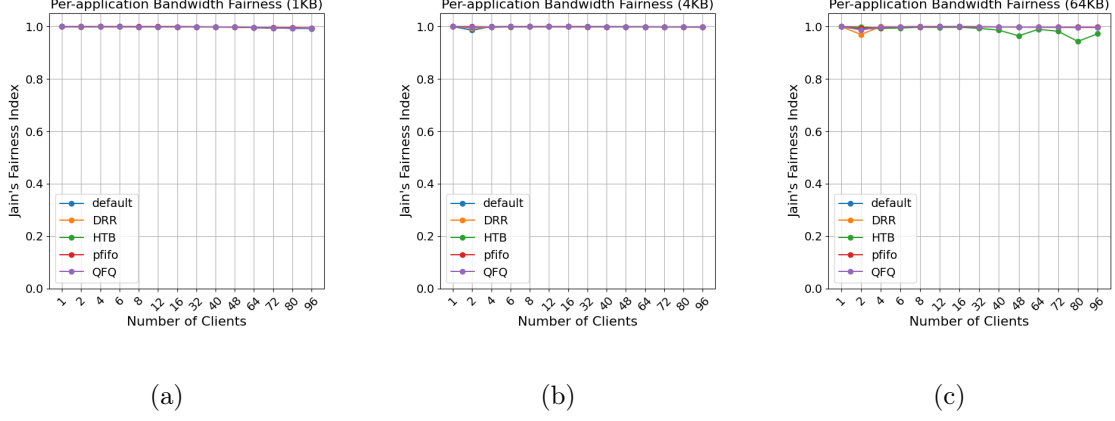 Per-application Bandwidth Fairness (1KB)
Jain's Fairness Index
1.0
0.8
0.6
0.4
0.2
0.0
default
DRR
HTB
pfifo
QFQ
1 2 4 6 8 12 16 32 40 48 64 72 80 96
Number of Clients
(a)
Per-application Bandwidth Fairness (4KB)
Jain's Fairness Index
1.0
0.8
0.6
0.4
0.2
0.0
default
DRR
HTB
pfifo
QFQ
1 2 4 6 8 12 16 32 40 48 64 72 80 96
Number of Clients
(b)
Per-application Bandwidth Fairness (64KB)
Jain's Fairness Index
1.0
0.8
0.6
0.4
0.2
0.0
default
DRR
HTB
pfifo
QFQ
1 2 4 6 8 12 16 32 40 48 64 72 80 96
Number of Clients
(c)